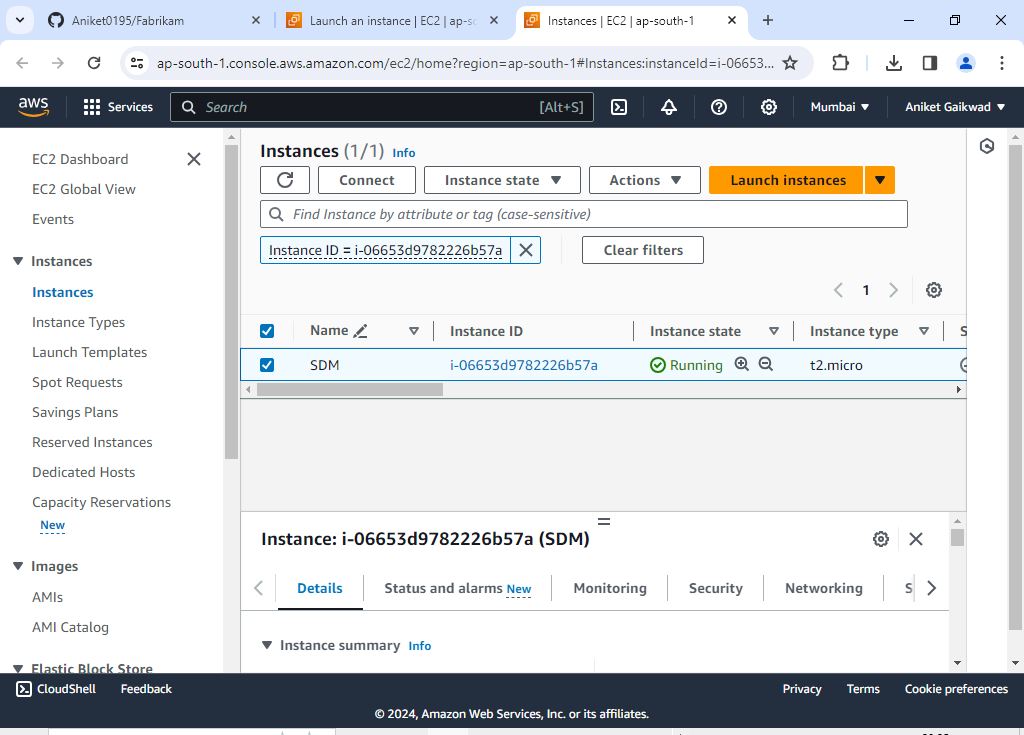 Aniket0195/Fabrikam
Launch an instance | EC2 | ap-so
Instances | EC2 | ap-south-1
ap-south-1.console.aws.amazon.com/ec2/home?region=ap-south-1#Instances:instanceId=i-06653...
aws
Services
Search
[Alt+S]
Mumbai
Aniket Gaikwad
EC2 Dashboard
EC2 Global View
Events
Instances
Instances
Instance Types
Launch Templates
Spot Requests
Savings Plans
Reserved Instances
Dedicated Hosts
Capacity Reservations
New
Images
AMIs
AMI Catalog
Elastic Block Store
Instances (1/1) Info
Connect
Instance state
Actions
Launch instances
Find Instance by attribute or tag (case-sensitive)
Instance ID = i-06653d9782226b57a
Clear filters
1
Name Instance ID Instance state Instance type S
SDM i-06653d9782226b57a Running t2.micro
Instance: i-06653d9782226b57a (SDM)
Details Status and alarms New Monitoring Security Networking S
Instance summary Info
CloudShell Feedback Privacy Terms Cookie preferences
© 2024, Amazon Web Services, Inc. or its affiliates.